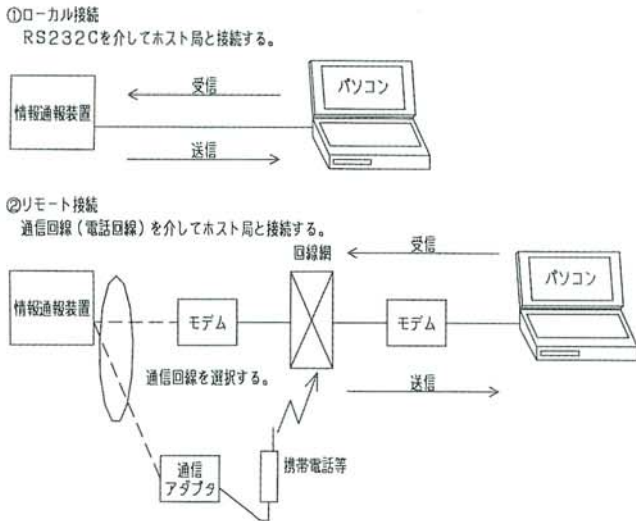 ①ローカル接続
RS232Cを介してホスト局と接続する。
受信
パソコン
情報通報装置
送信
②リモート接続
通信回線(電話回線)を介してホスト局と接続する。
回線網
受信
パソコン
情報通報装置
モデム
モデム
通信回線を選択する。
送信
通信
アダプタ
携帯電話等